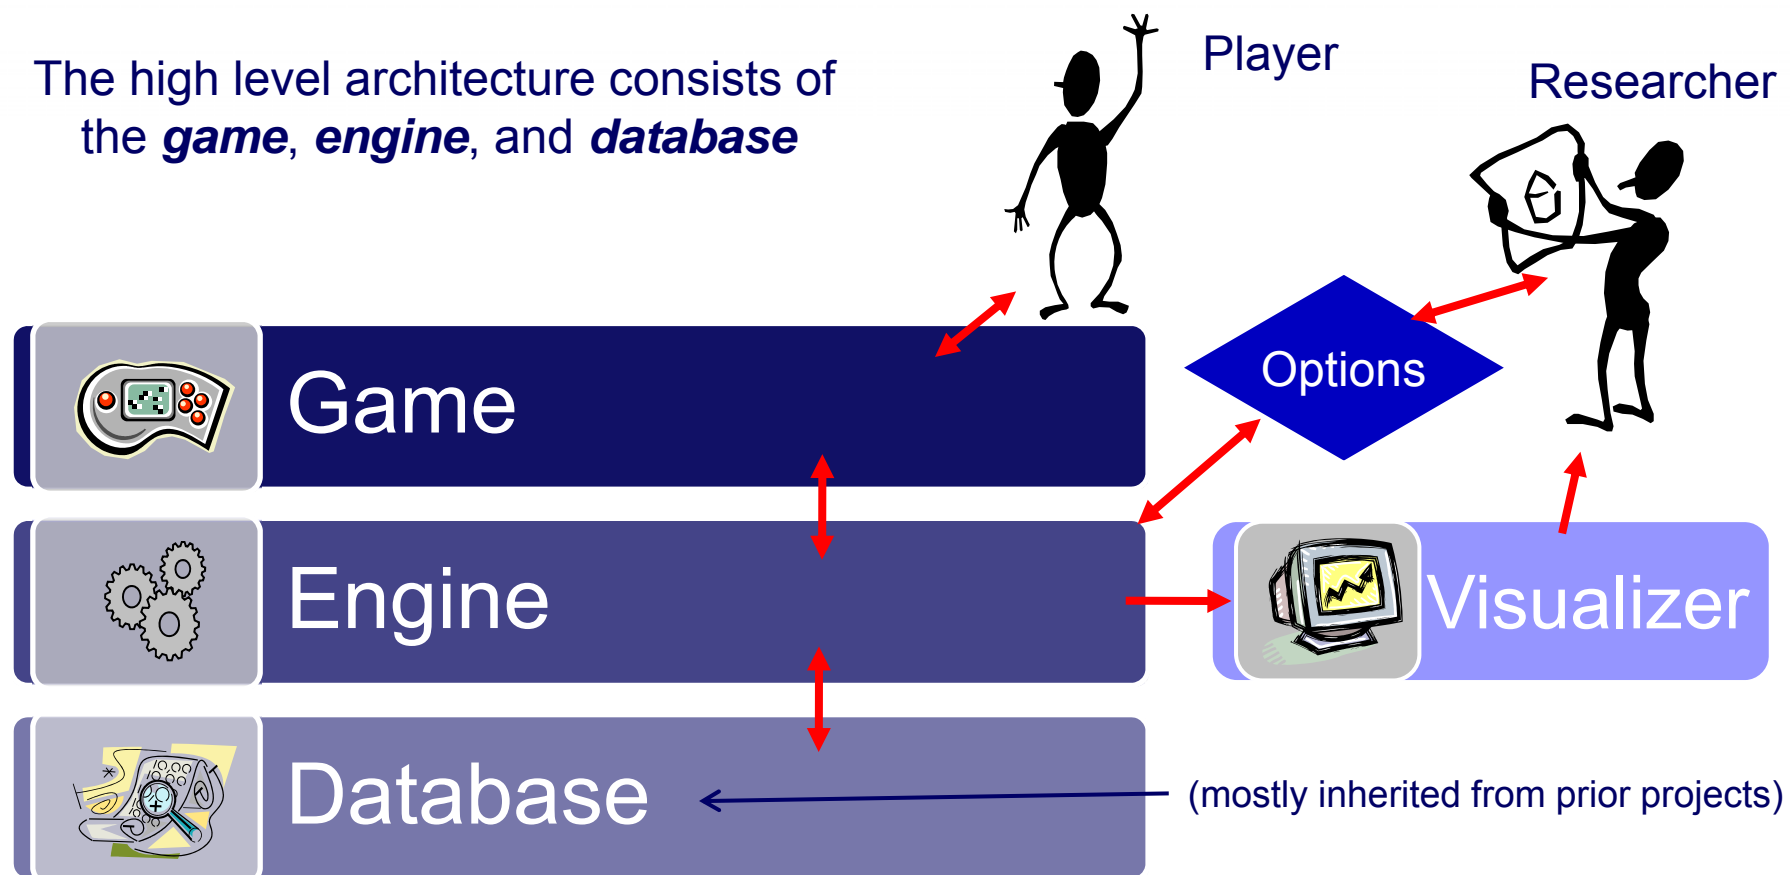 The high level architecture consists of
the game, engine, and database
Player
Researcher
Options
Game
Engine
Visualizer
Database
(mostly inherited from prior projects)